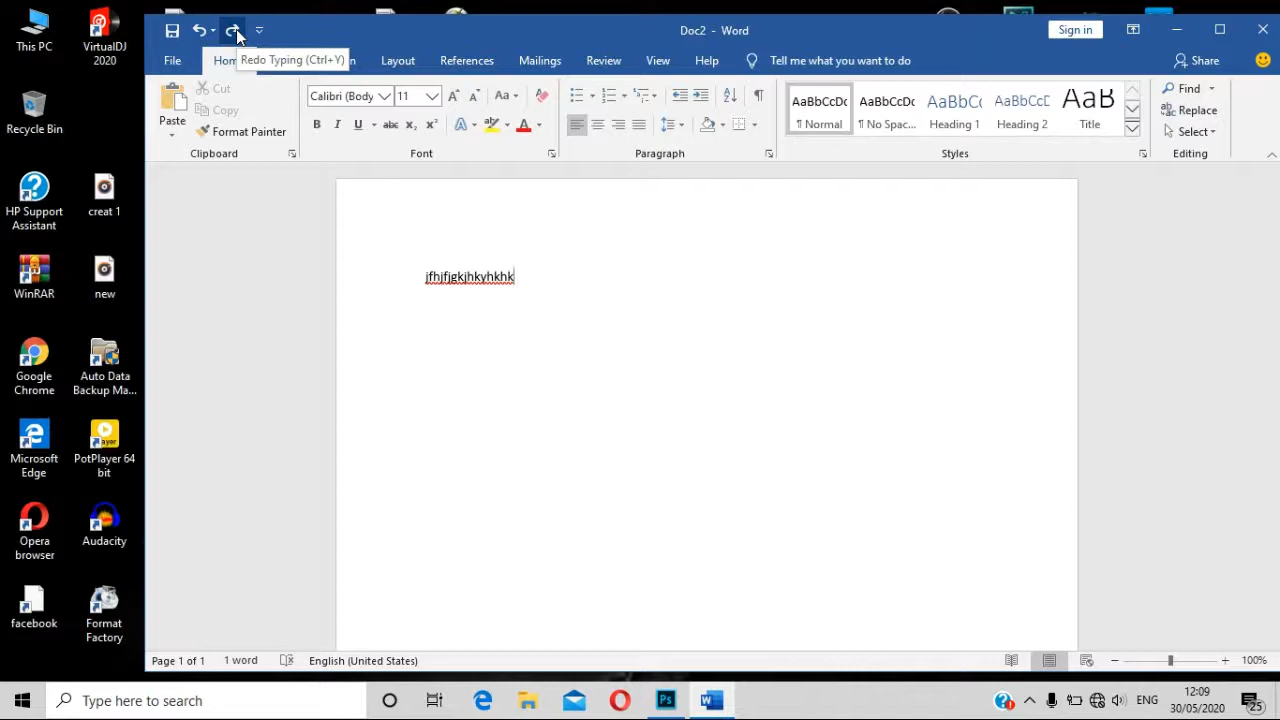 This PC
VirtualDJ 2020
Recycle Bin
HP Support Assistant
creat 1
WinRAR
new
Google Chrome
Auto Data Backup Ma...
Microsoft Edge
PotPlayer 64 bit
Opera browser
Audacity
facebook
Format Factory
Doc2 - Word
Sign in
Redo Typing (Ctrl+Y)
File
Layout
References
Mailings
Review
View
Help
Tell me what you want to do
Share
Paste
Cut
Copy
Format Painter
Clipboard
Calibri (Body
11
Font
Paragraph
AaBbCcDc
¶ Normal
AaBbCcDc
¶ No Spac...
AaBbCc
Heading 1
AaBbCcC
Heading 2
AaB
Title
Styles
Find
Replace
Select
Editing
jfhjfjgkjhkyhkhk
Page 1 of 1
1 word
English (United States)
100%
Type here to search
Ps
ENG
12:09
30/05/2020
25